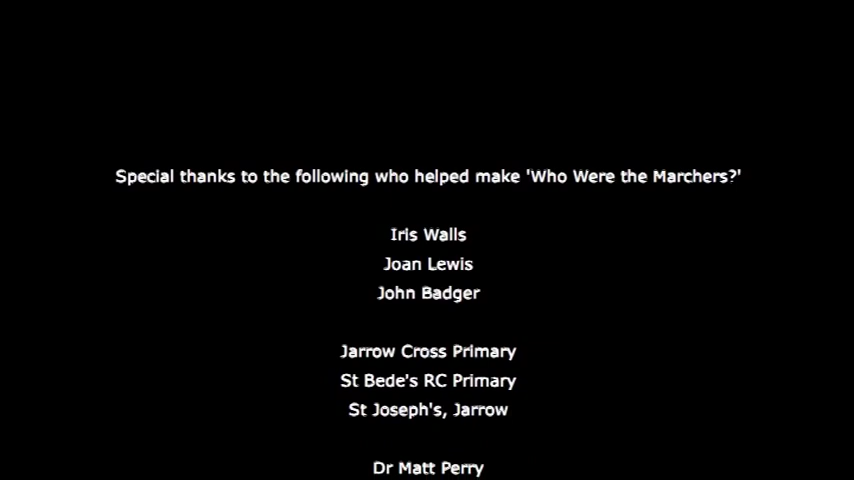 Special thanks to the following who helped make 'Who Were the Marchers?'
Iris Walls
Joan Lewis
John Badger
Jarrow Cross Primary
St Bede's RC Primary
St Joseph's, Jarrow
Dr Matt Perry